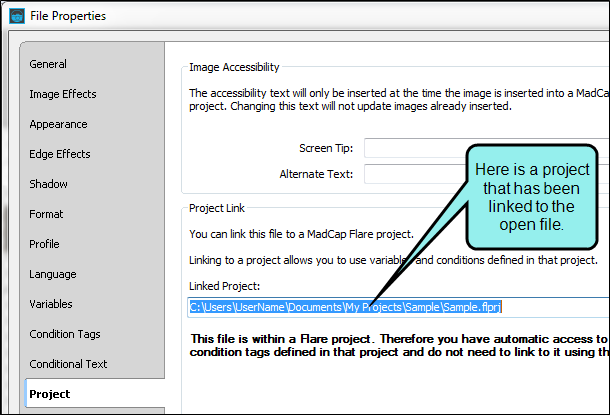 File Properties
General
Image Effects
Appearance
Edge Effects
Shadow
Format
Profile
Language
Variables
Condition Tags
Conditional Text
Project
Image Accessibility
The accessibility text will only be inserted at the time the image is inserted into a MadCap
project. Changing this text will not update images already inserted.
Screen Tip:
Alternate Text:
Project Link
You can link this file to a MadCap Flare project.
Linking to a project allows you to use variables and conditions defined in that project.
Linked Project:
C:\Users\UserName\Documents\My Projects\Sample\Sample.flprj
This file is within a Flare project. Therefore you have automatic access to
condition tags defined in that project and do not need to link to it using th
Here is a project
that has been
linked to the
open file.